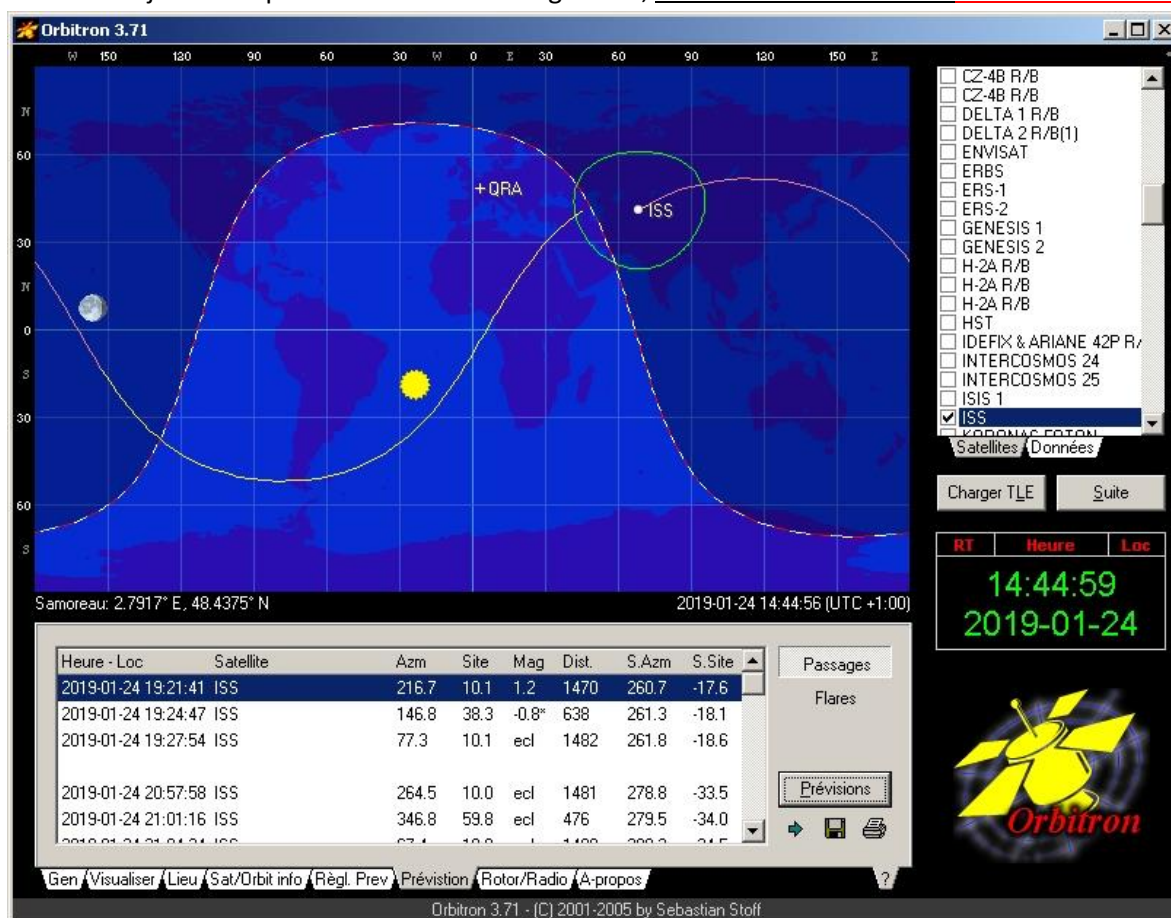 Orbitron 3.71
W 150 120 90 60 30 W 0 E 30 60 90 120 150 E
N
60
30
N
0
S
30
60
S
+QRA
ISS
Samoreau: 2.7917° E, 48.4375° N 2019-01-24 14:44:56 (UTC +1:00)
CZ-4B R/B
CZ-4B R/B
DELTA 1 R/B
DELTA 2 R/B(1)
ENVISAT
ERBS
ERS-1
ERS-2
GENESIS 1
GENESIS 2
H-2A R/B
H-2A R/B
H-2A R/B
HST
IDEFIX & ARIANE 42P R/
INTERCOSMOS 24
INTERCOSMOS 25
ISIS 1
ISS
KORONAS FOTON
Satellites Données
Charger TLE Suite
RT Heure Loc
14:44:59
2019-01-24
Heure - Loc Satellite Azm Site Mag Dist. S.Azm S.Site
2019-01-24 19:21:41 ISS 216.7 10.1 1.2 1470 260.7 -17.6
2019-01-24 19:24:47 ISS 146.8 38.3 -0.8* 638 261.3 -18.1
2019-01-24 19:27:54 ISS 77.3 10.1 ecl 1482 261.8 -18.6
2019-01-24 20:57:58 ISS 264.5 10.0 ecl 1481 278.8 -33.5
2019-01-24 21:01:16 ISS 346.8 59.8 ecl 476 279.5 -34.0
Passages
Flares
Prévisions
Orbitron
Gen Visualiser Lieu Sat/Orbit info Règl. Prev Prévistion Rotor/Radio A-propos ?
Orbitron 3.71 - (C) 2001-2005 by Sebastian Stoff